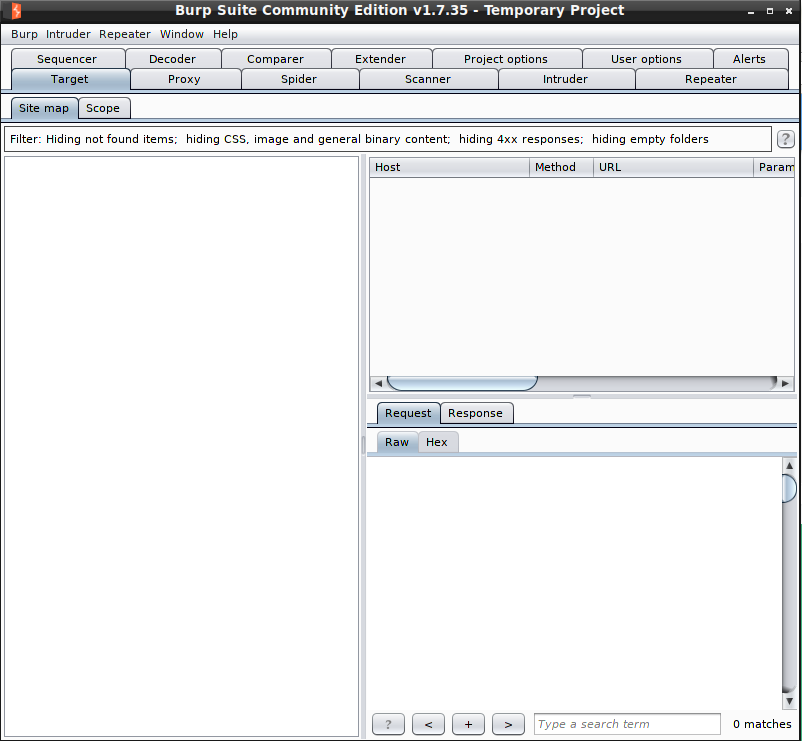 Burp Suite Community Edition v1.7.35 - Temporary Project
Burp Intruder Repeater Window Help
Sequencer Decoder Comparer Extender Project options User options Alerts
Target Proxy Spider Scanner Intruder Repeater
Site map Scope
Filter: Hiding not found items; hiding CSS, image and general binary content; hiding 4xx responses; hiding empty folders ?
Host Method URL Param
Request Response
Raw Hex
? < + > Type a search term 0 matches